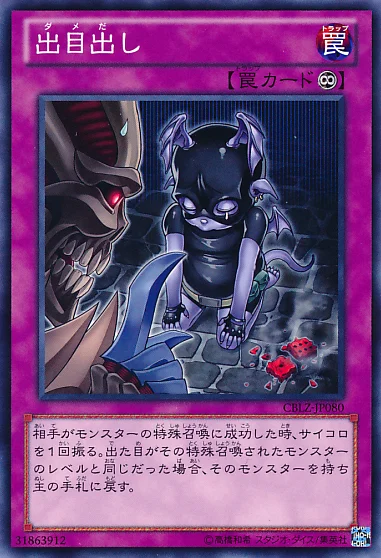 出目出し
ダメだ
罠
トラップ
【罠カード∞】
トラップ
CBLZ-JP080
相手がモンスターの特殊召喚に成功した時、サイコロ
を1回振る。出た目がその特殊召喚されたモンスター
のレベルと同じだった場合、そのモンスターを持ち
主の手札に戻す。
31863912
©高橋和希 スタジオ・ダイス/集英社